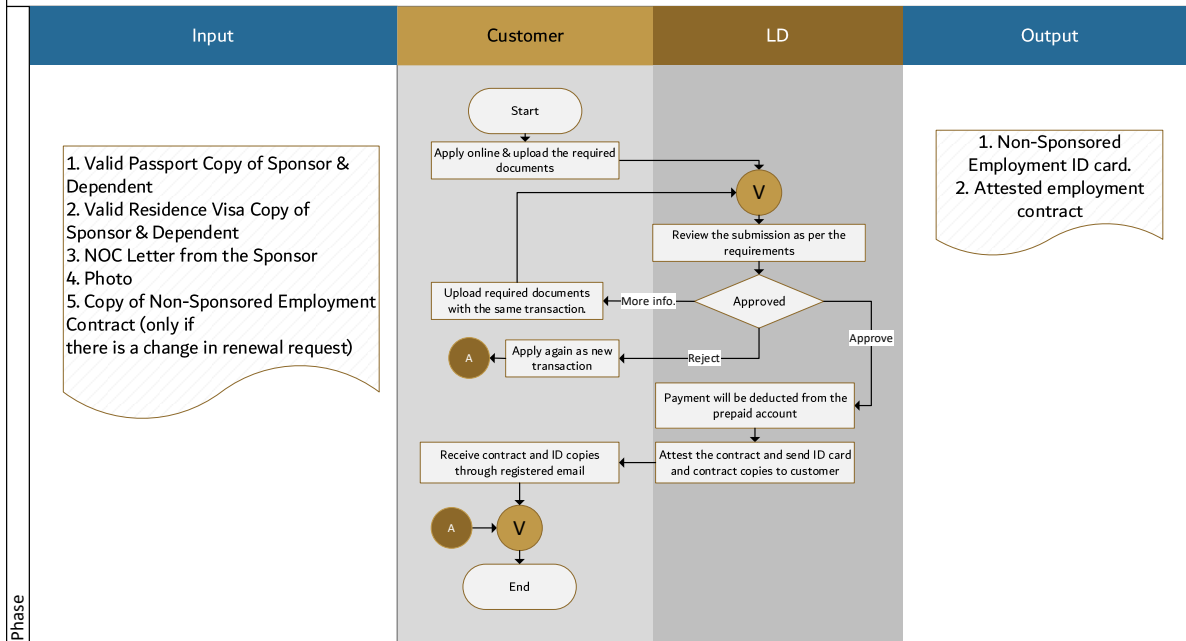 Input
Customer
LD
Output
1. Valid Passport Copy of Sponsor &
Dependent
2. Valid Residence Visa Copy of
Sponsor & Dependent
3. NOC Letter from the Sponsor
4. Photo
5. Copy of Non-Sponsored Employment
Contract (only if
there is a change in renewal request)
Start
Apply online & upload the required
documents
V
Review the submission as per the
requirements
Approved
More info.
Upload required documents
with the same transaction.
Reject
Apply again as new
transaction
A
Approve
Payment will be deducted from the
prepaid account
Attest the contract and send ID card
and contract copies to customer
Receive contract and ID copies
through registered email
A
V
End
1. Non-Sponsored
Employment ID card.
2. Attested employment
contract
Phase